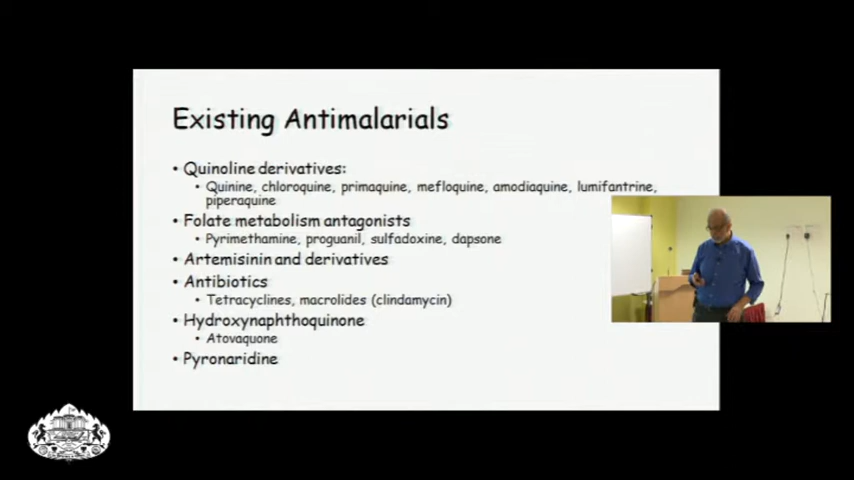 Existing Antimalarials
• Quinoline derivatives:
• Quinine, chloroquine, primaquine, mefloquine, amodiaquine, lumifantrine,
piperaquine
• Folate metabolism antagonists
• Pyrimethamine, proguanil, sulfadoxine, dapsone
• Artemisinin and derivatives
• Antibiotics
• Tetracyclines, macrolides (clindamycin)
• Hydroxynaphthoquinone
• Atovaquone
• Pyronaridine